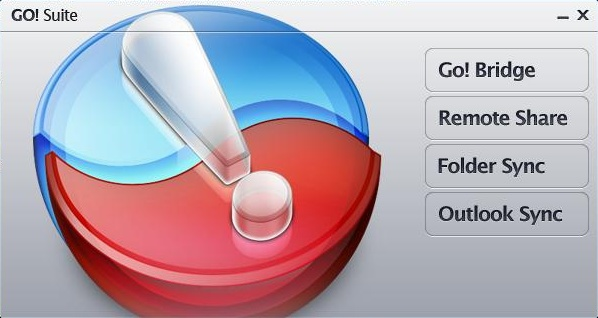 GO! Suite
Go! Bridge
Remote Share
Folder Sync
Outlook Sync